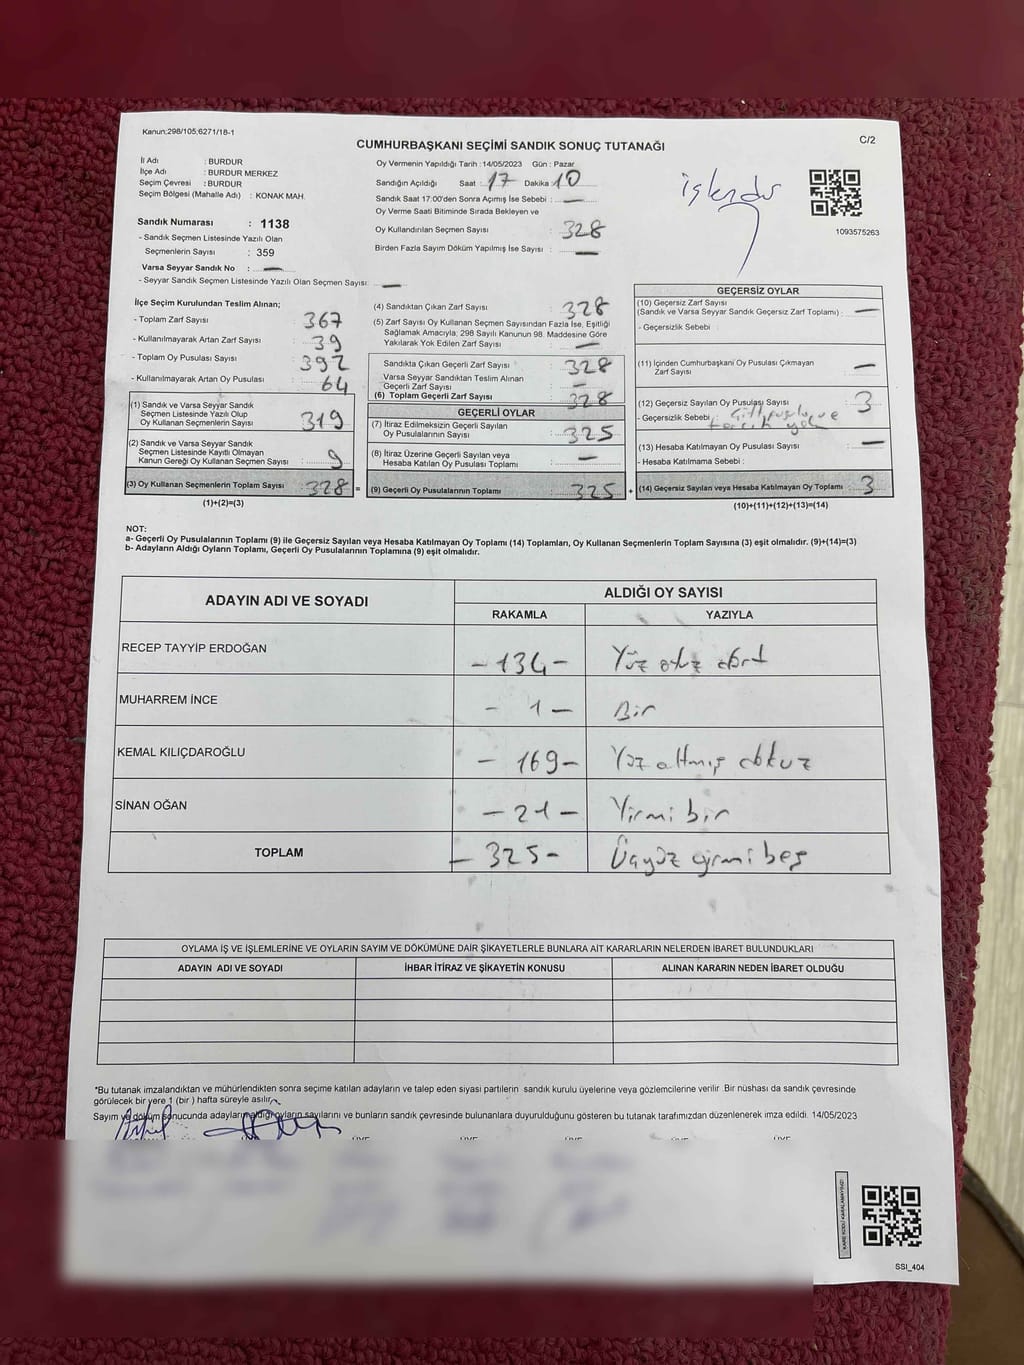 Kanun;298/105;6271/18-1
C/2
CUMHURBAŞKANI SEÇİMİ SANDIK SONUÇ TUTANAĞI
İl Adı : BURDUR
İlçe Adı : BURDUR MERKEZ
Seçim Çevresi : BURDUR
Seçim Bölgesi (Mahalle Adı) : KONAK MAH.
Sandık Numarası : 1138
- Sandık Seçmen Listesinde Yazılı Olan
Seçmenlerin Sayısı : 359
Varsa Seyyar Sandık No : —
- Seyyar Sandık Seçmen Listesinde Yazılı Olan Seçmen Sayısı: —
Oy Vermenin Yapıldığı Tarih : 14/05/2023 Gün : Pazar
Sandığın Açıldığı Saat : 17 Dakika 10
Sandık Saat 17:00'den Sonra Açımış İse Sebebi : —
Oy Verme Saati Bitiminde Sırada Bekleyen ve
Oy Kullandırılan Seçmen Sayısı : 328
Birden Fazla Sayım Döküm Yapılmış İse Sayısı : —
1093575263
İlçe Seçim Kurulundan Teslim Alınan;
- Toplam Zarf Sayısı : 367
- Kullanılmayarak Artan Zarf Sayısı : 39
- Toplam Oy Pusulası Sayısı : 392
- Kullanılmayarak Artan Oy Pusulası : 64
(1) Sandık ve Varsa Seyyar Sandık
Seçmen Listesinde Yazılı Olup
Oy Kullanan Seçmenlerin Sayısı : 319
(2) Sandık ve Varsa Seyyar Sandık
Seçmen Listesinde Kayıtlı Olmayan
Kanun Gereği Oy Kullanan Seçmen Sayısı : 9
(3) Oy Kullanan Seçmenlerin Toplam Sayısı : 328
(1)+(2)=(3)
(4) Sandıktan Çıkan Zarf Sayısı : 328
(5) Zarf Sayısı Oy Kullanan Seçmen Sayısından Fazla İse, Eşitliği
Sağlamak Amacıyla; 298 Sayılı Kanunun 98. Maddesine Göre
Yakılarak Yok Edilen Zarf Sayısı : —
Sandıkta Çıkan Geçerli Zarf Sayısı : 328
Varsa Seyyar Sandıktan Teslim Alınan
Geçerli Zarf Sayısı : —
(6) Toplam Geçerli Zarf Sayısı : 328
GEÇERLİ OYLAR
(7) İtiraz Edilmeksizin Geçerli Sayılan
Oy Pusulalarının Sayısı : 325
(8) İtiraz Üzerine Geçerli Sayılan veya
Hesaba Katılan Oy Pusulası Toplamı : —
= (9) Geçerli Oy Pusulalarının Toplamı : 325
GEÇERSİZ OYLAR
(10) Geçersiz Zarf Sayısı
(Sandık ve Varsa Seyyar Sandık Geçersiz Zarf Toplamı) : —
- Geçersizlik Sebebi :
(11) İçinden Cumhurbaşkanı Oy Pusulası Çıkmayan
Zarf Sayısı : —
(12) Geçersiz Sayılan Oy Pusulası Sayısı : 3
- Geçersizlik Sebebi :
(13) Hesaba Katılmayan Oy Pusulası Sayısı : —
- Hesaba Katılmama Sebebi :
+ (14) Geçersiz Sayılan veya Hesaba Katılmayan Oy Toplamı : 3
(10)+(11)+(12)+(13)=(14)
NOT:
a- Geçerli Oy Pusulalarının Toplamı (9) ile Geçersiz Sayılan veya Hesaba Katılmayan Oy Toplamı (14) Toplamları, Oy Kullanan Seçmenlerin Toplam Sayısına (3) eşit olmalıdır. (9)+(14)=(3)
b- Adayların Aldığı Oyların Toplamı, Geçerli Oy Pusulalarının Toplamına (9) eşit olmalıdır.
ADAYIN ADI VE SOYADI
ALDIĞI OY SAYISI
RAKAMLA YAZIYLA
RECEP TAYYİP ERDOĞAN -134- Yüz otuz dört
MUHARREM İNCE - 1 - Bir
KEMAL KILIÇDAROĞLU - 169- Yüz altmış dokuz
SİNAN OĞAN - 21 - Yirmi bir
TOPLAM - 325- Üçyüz yirmi beş
OYLAMA İŞ VE İŞLEMLERİNE VE OYLARIN SAYIM VE DÖKÜMÜNE DAİR ŞİKAYETLERLE BUNLARA AİT KARARLARIN NELERDEN İBARET BULUNDUKLARI
ADAYIN ADI VE SOYADI İHBAR İTİRAZ VE ŞİKAYETİN KONUSU ALINAN KARARIN NEDEN İBARET OLDUĞU
*Bu tutanak imzalandıktan ve mühürlendikten sonra seçime katılan adayların ve talep eden siyasi partilerin sandık kurulu üyelerine veya gözlemcilerine verilir. Bir nüshası da sandık çevresinde
görülecek bir yere 1 (bir ) hafta süreyle asılır.
Sayım ve döküm sonucunda adayların aldığı oyların sayılarını ve bunların sandık çevresinde bulunanlara duyurulduğunu gösteren bu tutanak tarafımızdan düzenlenerek imza edildi. 14/05/2023
KARE KODU KARALAMAYINIZ!
SSI_404